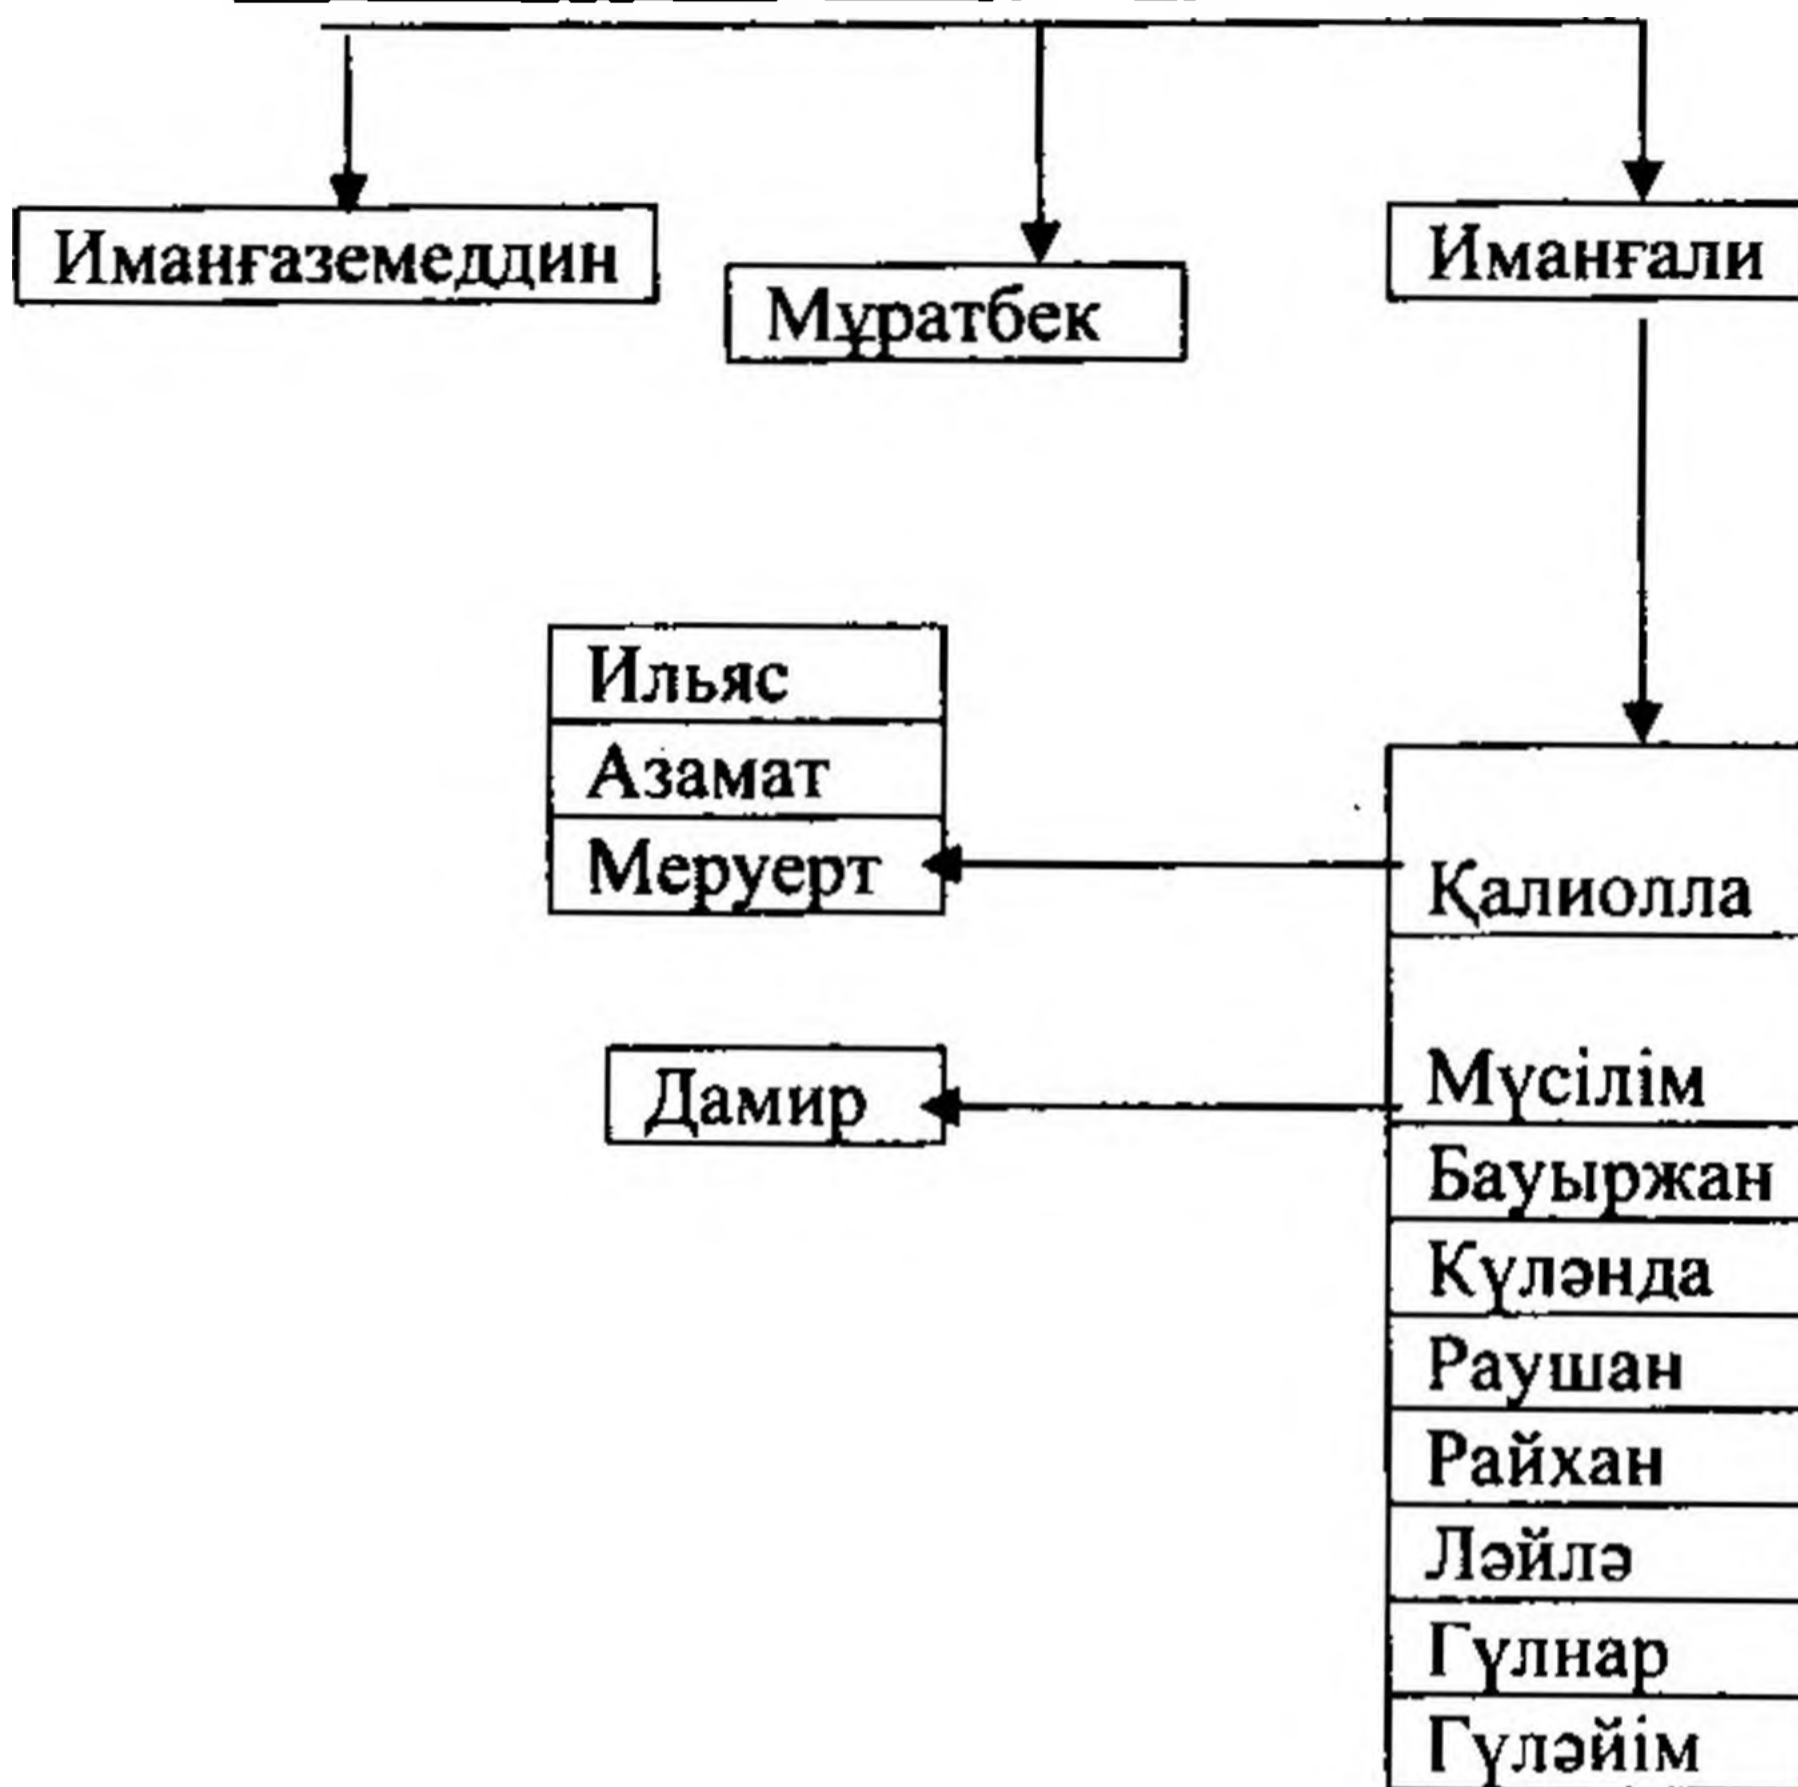 Иманғаземеддин
Мұратбек
Иманғали
Ильяс
Азамат
Меруерт
Қалиолла
Дамир
Мүсілім
Бауыржан
Күләнда
Раушан
Райхан
Ләйлә
Гүлнар
Гүләйім